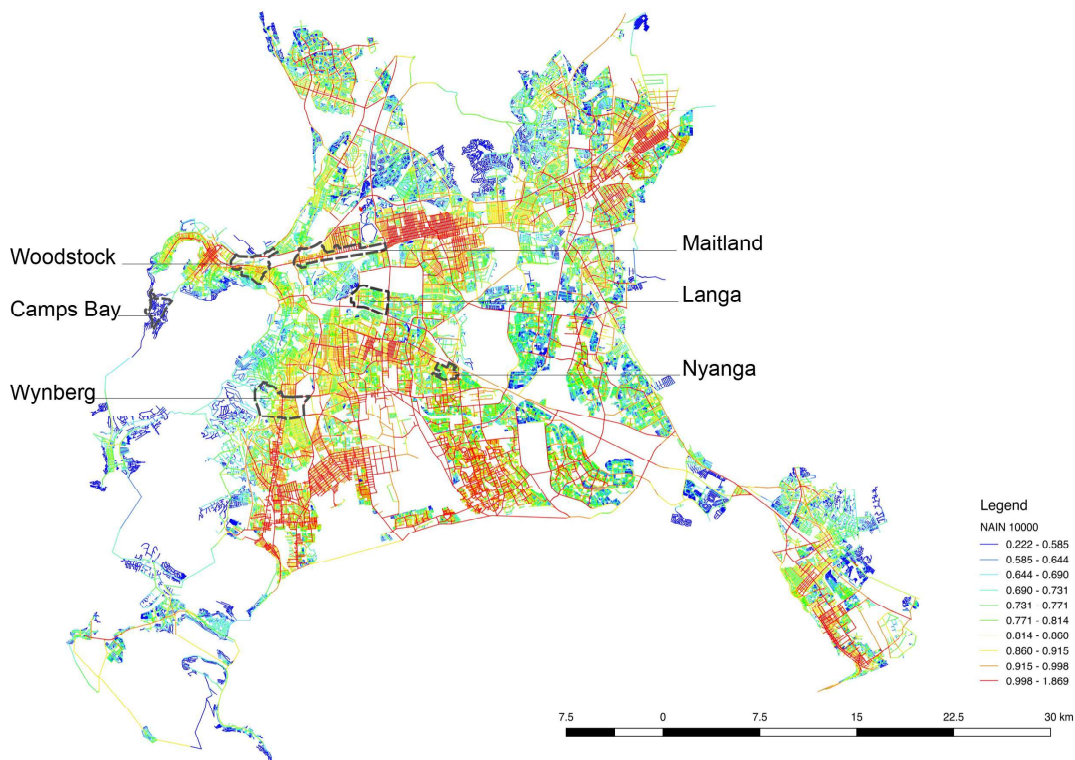 Woodstock
Camps Bay
Wynberg
Maitland
Langa
Nyanga
Legend
NAIN 10000
0.222 - 0.585
0.585 - 0.644
0.644 - 0.690
0.690 - 0.731
0.731 - 0.771
0.771 - 0.814
0.014 - 0.060
0.860 - 0.915
0.915 - 0.998
0.998 - 1.869
7.5 0 7.5 15 22.5 30 km